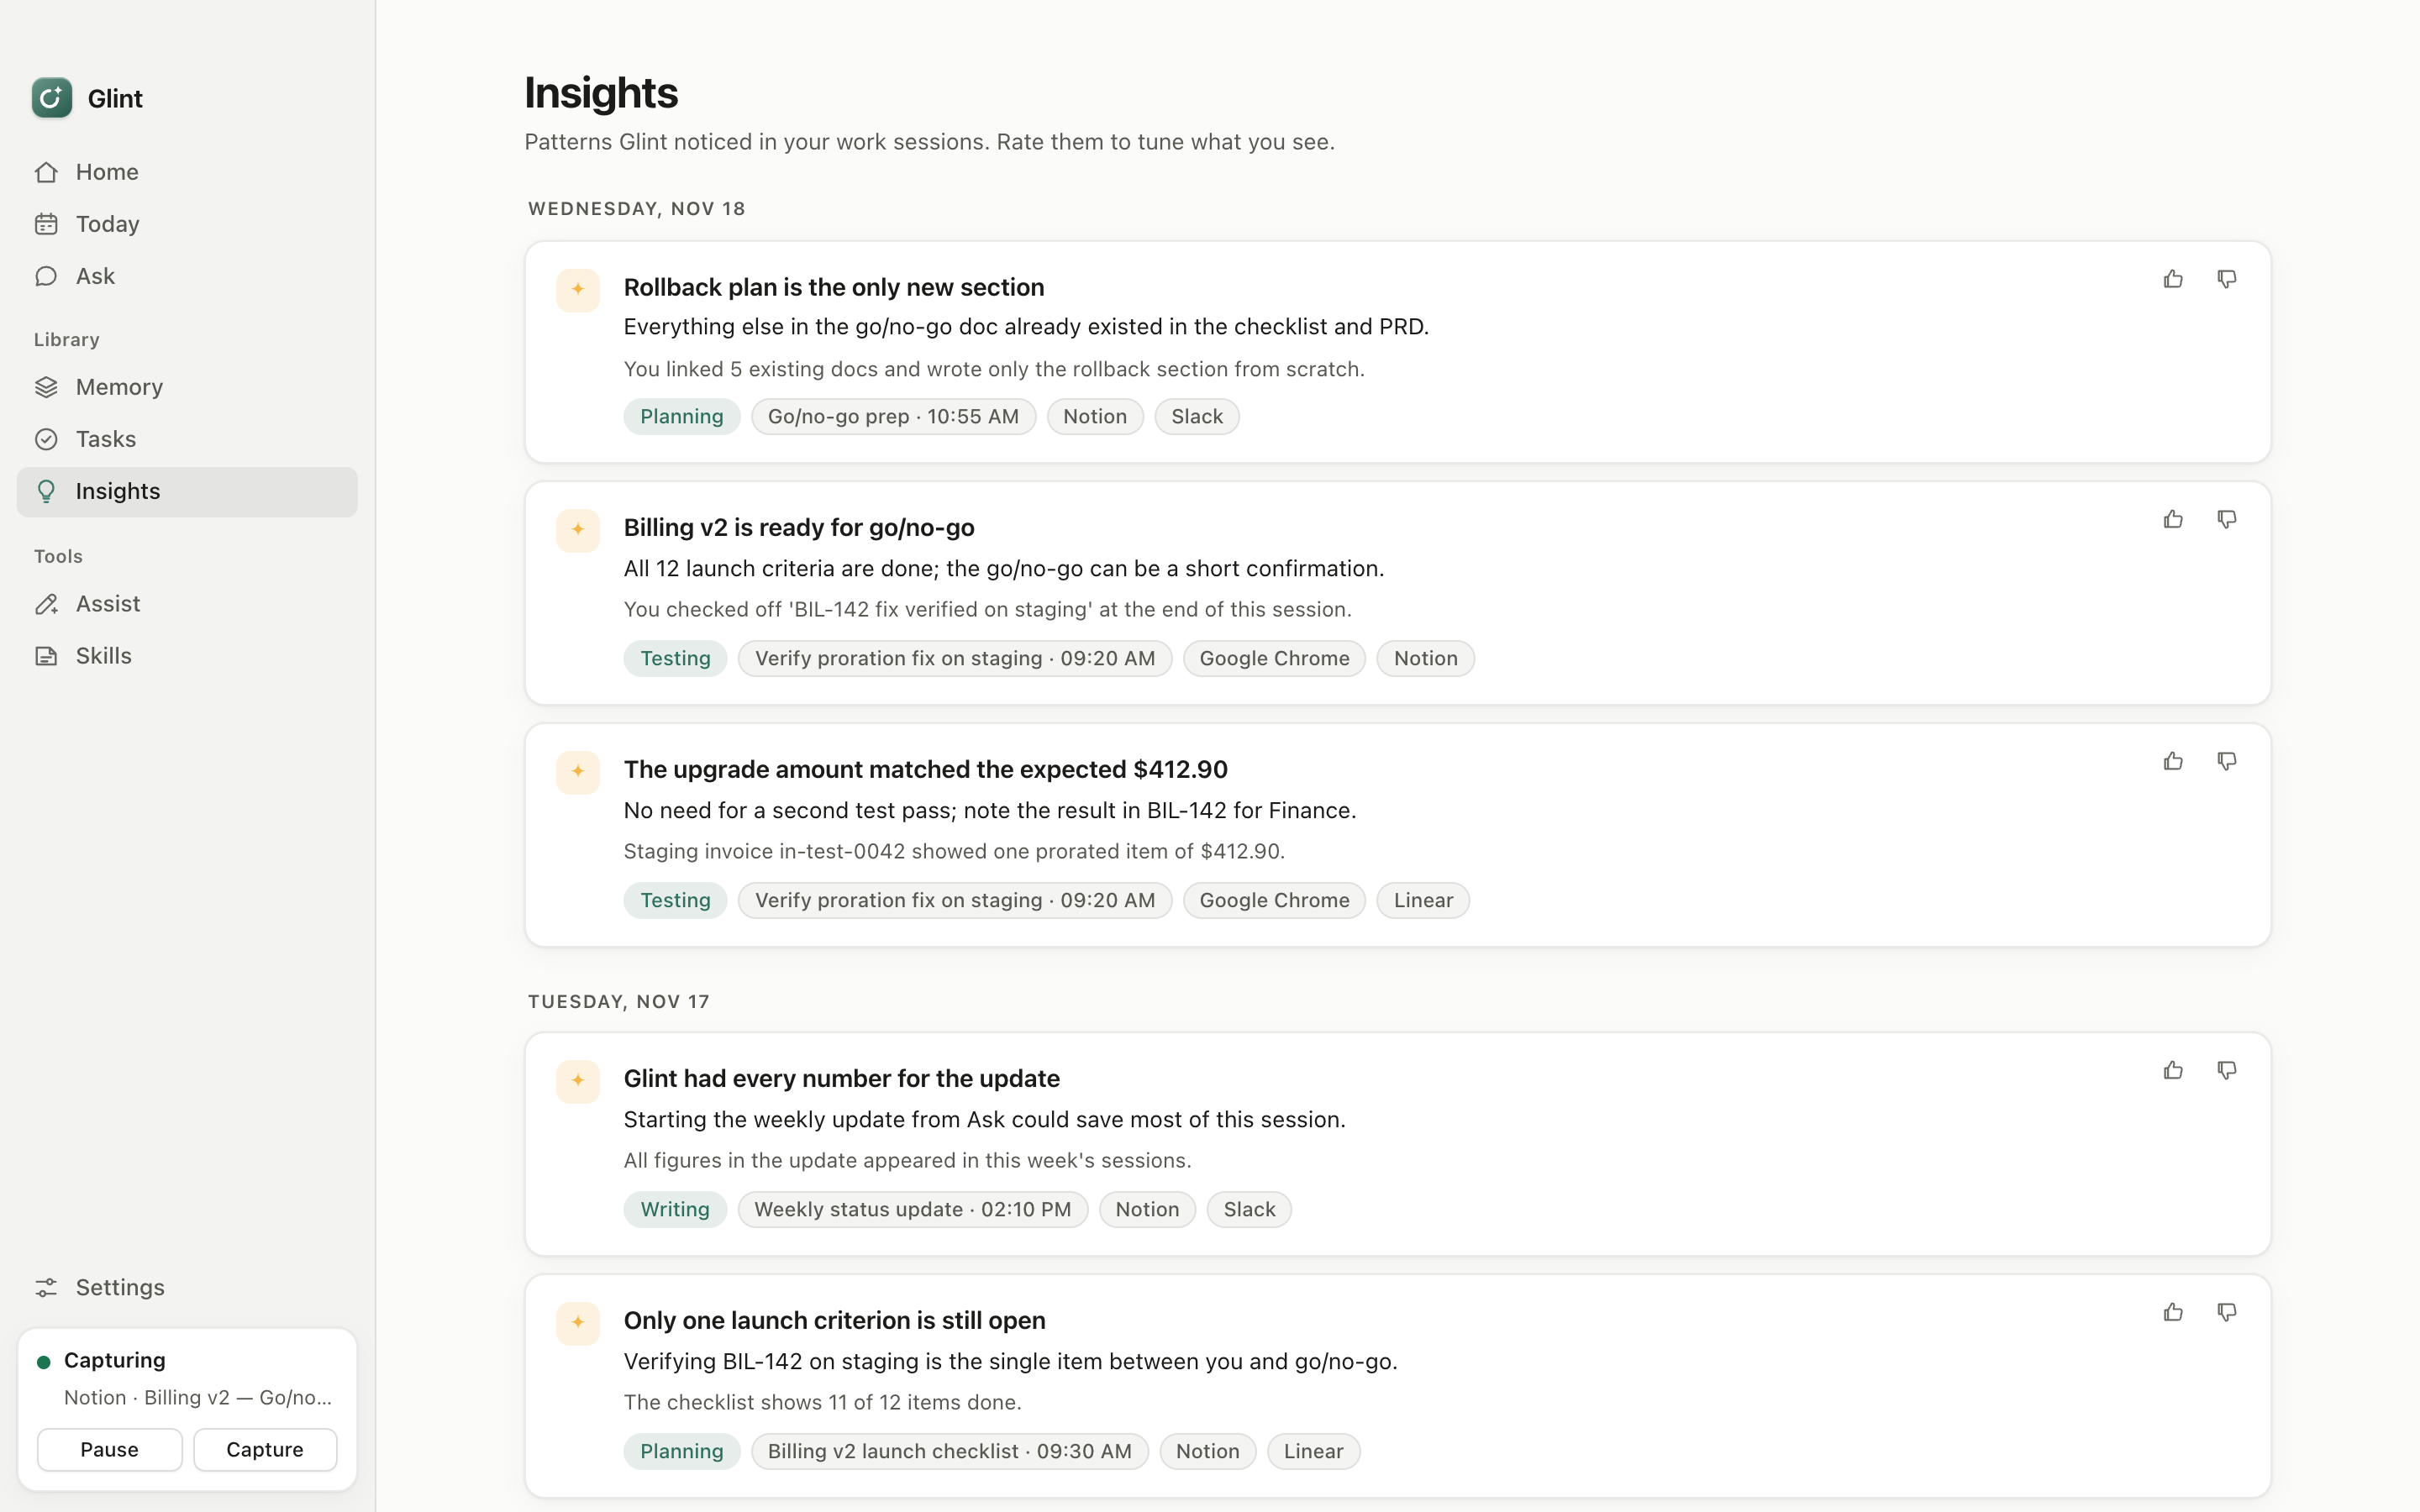 Glint
Home
Today
Ask
Library
Memory
Tasks
Insights
Tools
Assist
Skills
Settings
Capturing
Notion · Billing v2 — Go/no...
Pause
Capture
Insights
Patterns Glint noticed in your work sessions. Rate them to tune what you see.
WEDNESDAY, NOV 18
Rollback plan is the only new section
Everything else in the go/no-go doc already existed in the checklist and PRD.
You linked 5 existing docs and wrote only the rollback section from scratch.
Planning Go/no-go prep · 10:55 AM Notion Slack
Billing v2 is ready for go/no-go
All 12 launch criteria are done; the go/no-go can be a short confirmation.
You checked off 'BIL-142 fix verified on staging' at the end of this session.
Testing Verify proration fix on staging · 09:20 AM Google Chrome Notion
The upgrade amount matched the expected $412.90
No need for a second test pass; note the result in BIL-142 for Finance.
Staging invoice in-test-0042 showed one prorated item of $412.90.
Testing Verify proration fix on staging · 09:20 AM Google Chrome Linear
TUESDAY, NOV 17
Glint had every number for the update
Starting the weekly update from Ask could save most of this session.
All figures in the update appeared in this week's sessions.
Writing Weekly status update · 02:10 PM Notion Slack
Only one launch criterion is still open
Verifying BIL-142 on staging is the single item between you and go/no-go.
The checklist shows 11 of 12 items done.
Planning Billing v2 launch checklist · 09:30 AM Notion Linear